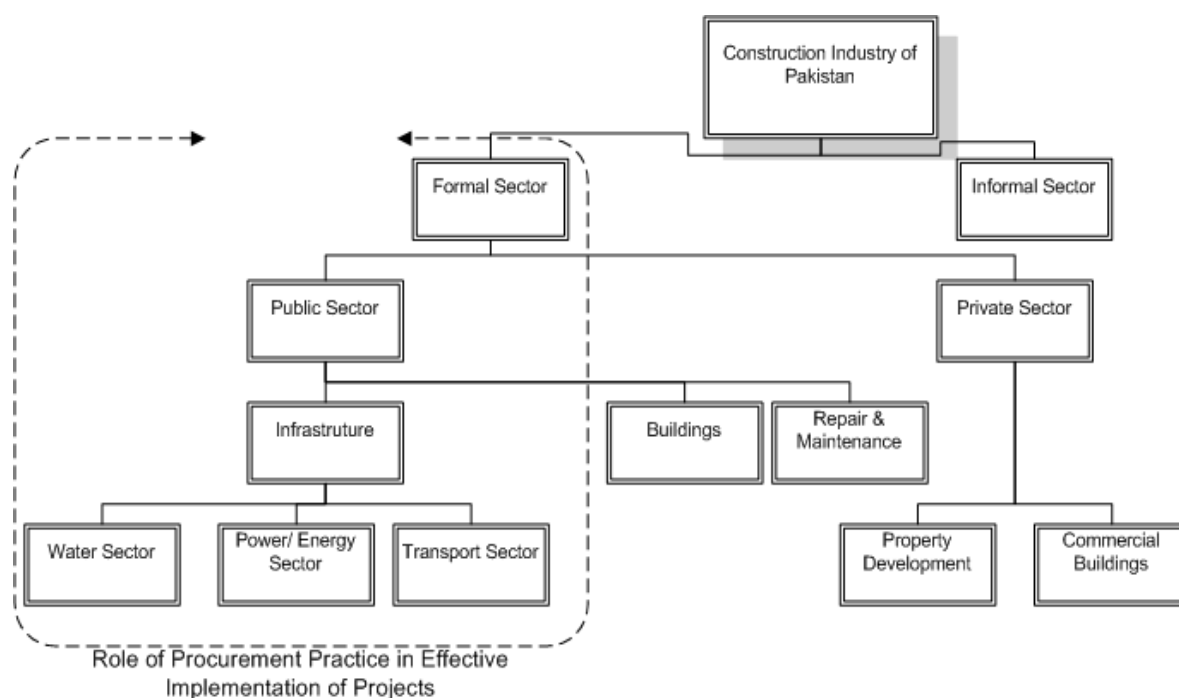 Construction Industry of
Pakistan
Formal Sector
Informal Sector
Public Sector
Private Sector
Infrastruture
Buildings
Repair &
Maintenance
Water Sector
Power/ Energy
Sector
Transport Sector
Property
Development
Commercial
Buildings
Role of Procurement Practice in Effective
Implementation of Projects